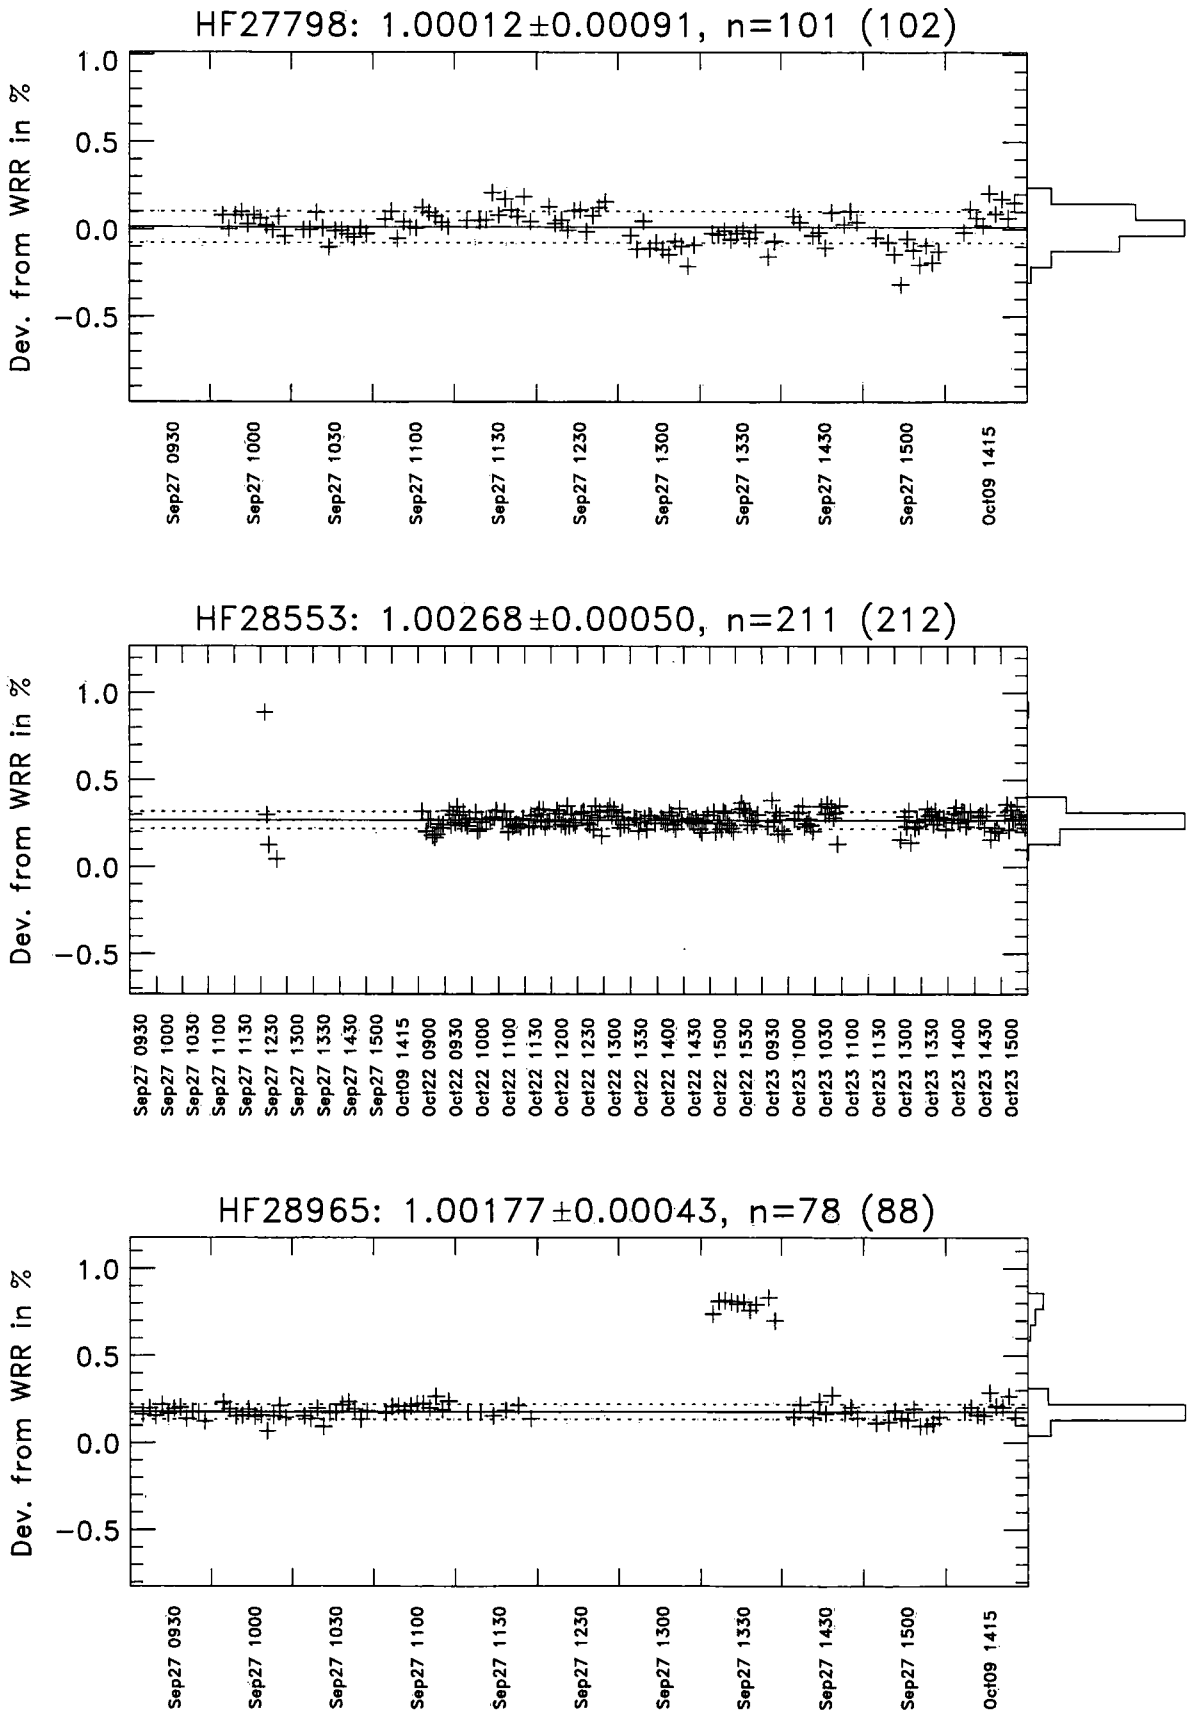 HF27798: 1.00012±0.00091, n=101 (102)
Dev. from WRR in %
1.0
0.5
0.0
−0.5
Sep27 0930
Sep27 1000
Sep27 1030
Sep27 1100
Sep27 1130
Sep27 1230
Sep27 1300
Sep27 1330
Sep27 1430
Sep27 1500
Oct09 1415
HF28553: 1.00268±0.00050, n=211 (212)
Dev. from WRR in %
1.0
0.5
0.0
−0.5
Sep27 0930
Sep27 1000
Sep27 1030
Sep27 1100
Sep27 1130
Sep27 1230
Sep27 1300
Sep27 1330
Sep27 1430
Sep27 1500
Oct09 1415
Oct22 0900
Oct22 0930
Oct22 1000
Oct22 1100
Oct22 1130
Oct22 1200
Oct22 1230
Oct22 1300
Oct22 1330
Oct22 1400
Oct22 1430
Oct22 1500
Oct22 1530
Oct23 0930
Oct23 1000
Oct23 1030
Oct23 1100
Oct23 1130
Oct23 1300
Oct23 1330
Oct23 1400
Oct23 1430
Oct23 1500
HF28965: 1.00177±0.00043, n=78 (88)
Dev. from WRR in %
1.0
0.5
0.0
−0.5
Sep27 0930
Sep27 1000
Sep27 1030
Sep27 1100
Sep27 1130
Sep27 1230
Sep27 1300
Sep27 1330
Sep27 1430
Sep27 1500
Oct09 1415